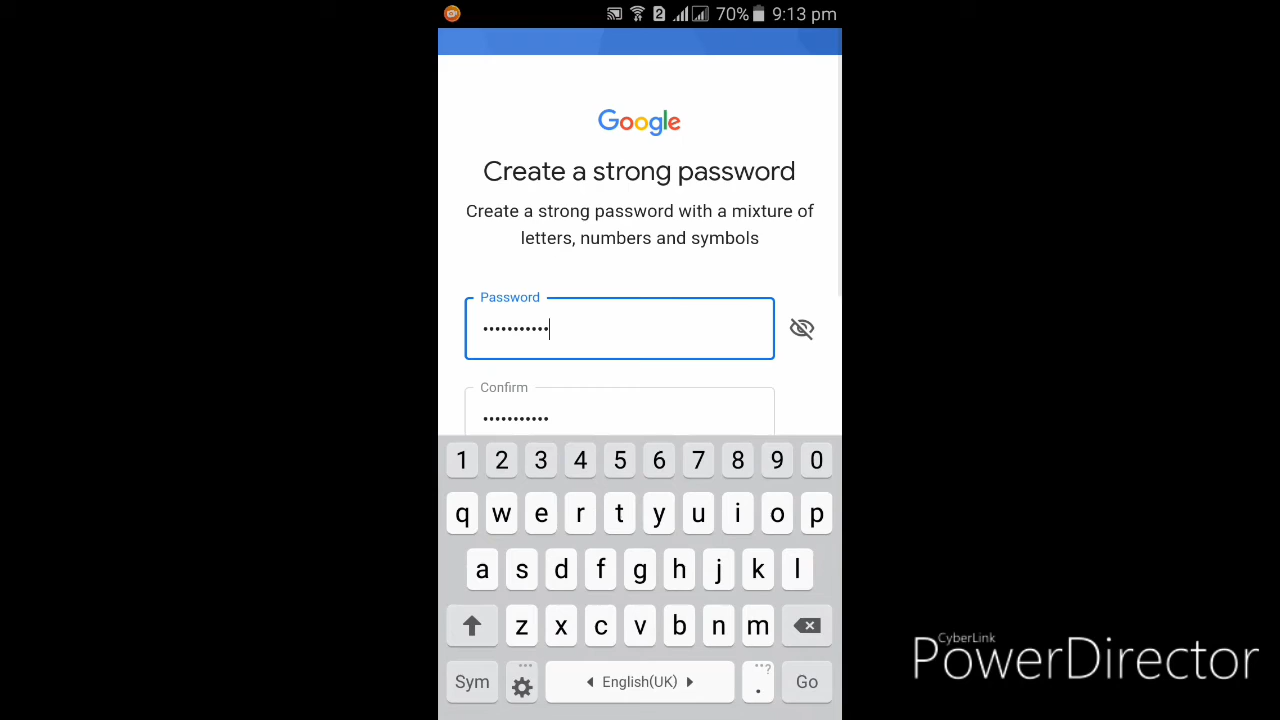 2 70% 9:13 pm
Google
Create a strong password
Create a strong password with a mixture of
letters, numbers and symbols
Password
•••••••••••
Confirm
•••••••••••
1 2 3 4 5 6 7 8 9 0
q w e r t y u i o p
a s d f g h j k l
z x c v b n m
Sym English(UK) . ...? Go
CyberLink
PowerDirector